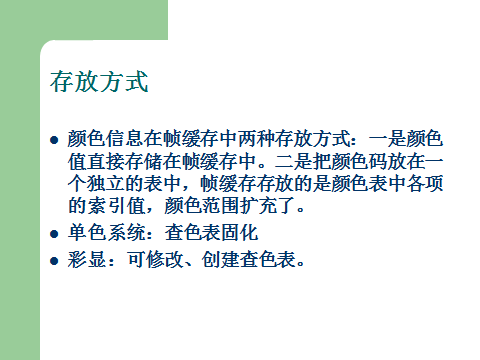 存放方式
颜色信息在帧缓存中两种存放方式：一是颜色
值直接存储在帧缓存中。二是把颜色码放在一
个独立的表中，帧缓存存放的是颜色表中各项
的索引值，颜色范围扩充了。
单色系统：查色表固化
彩显：可修改、创建查色表。